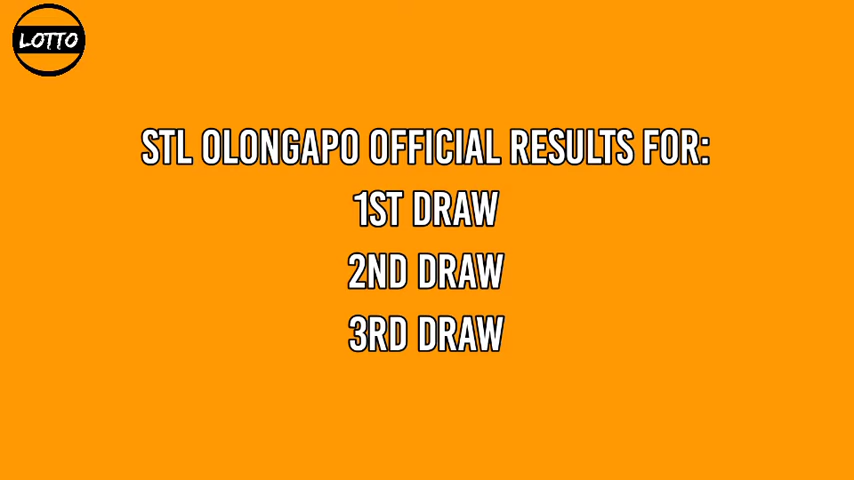 LOTTO
STL OLONGAPO OFFICIAL RESULTS FOR:
1ST DRAW
2ND DRAW
3RD DRAW